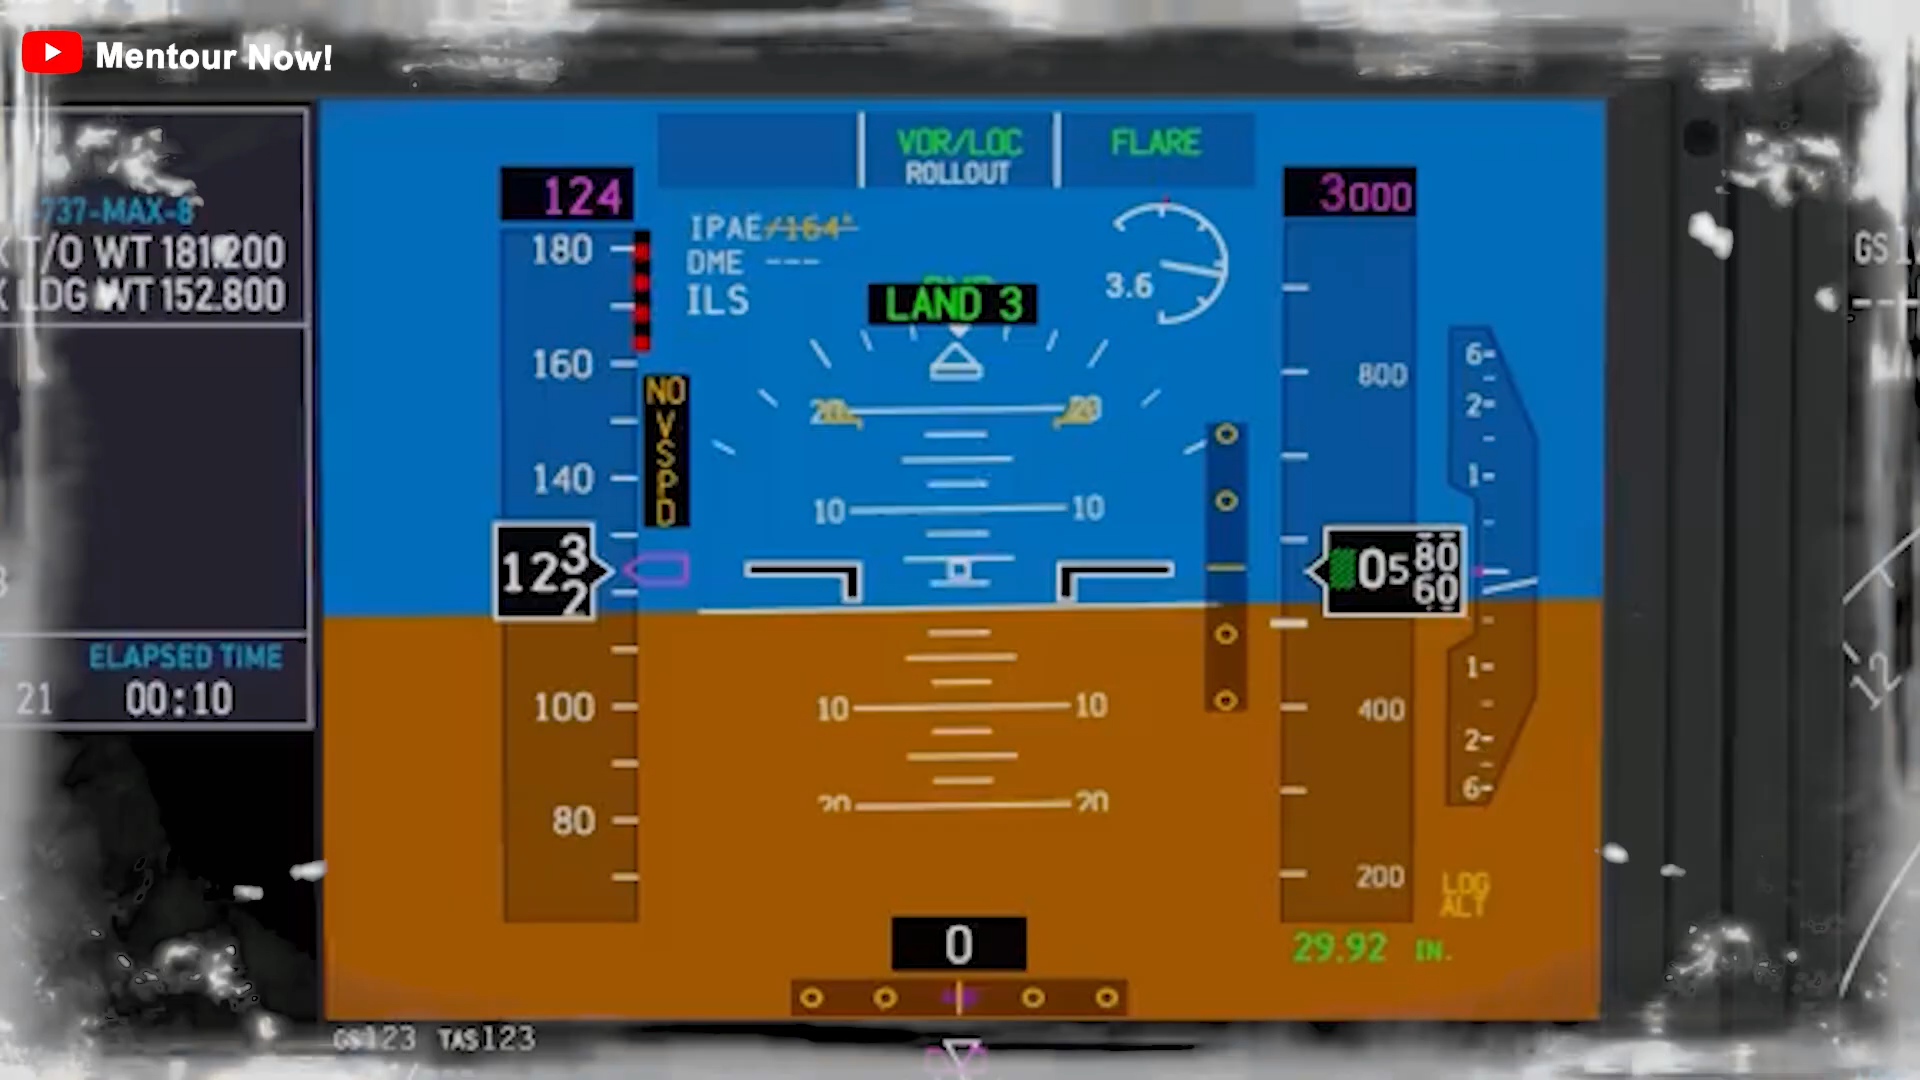 Mentour Now!
737-MAX-8
T/O WT 181.200
LDG WT 152.800
ELAPSED TIME
21 00:10
VOR/LOC FLARE
ROLLOUT
124
3000
IPAE/164°
DME ---
ILS
LAND 3
3.6
180
160
140
100
80
NO
V
S
P
D
123
2
20 20
10 10
10 10
20 20
800
400
200
0580
60
6
2
1
1
2
6
LDG
ALT
29.92 IN.
0
GS123 TAS123
GS1
12